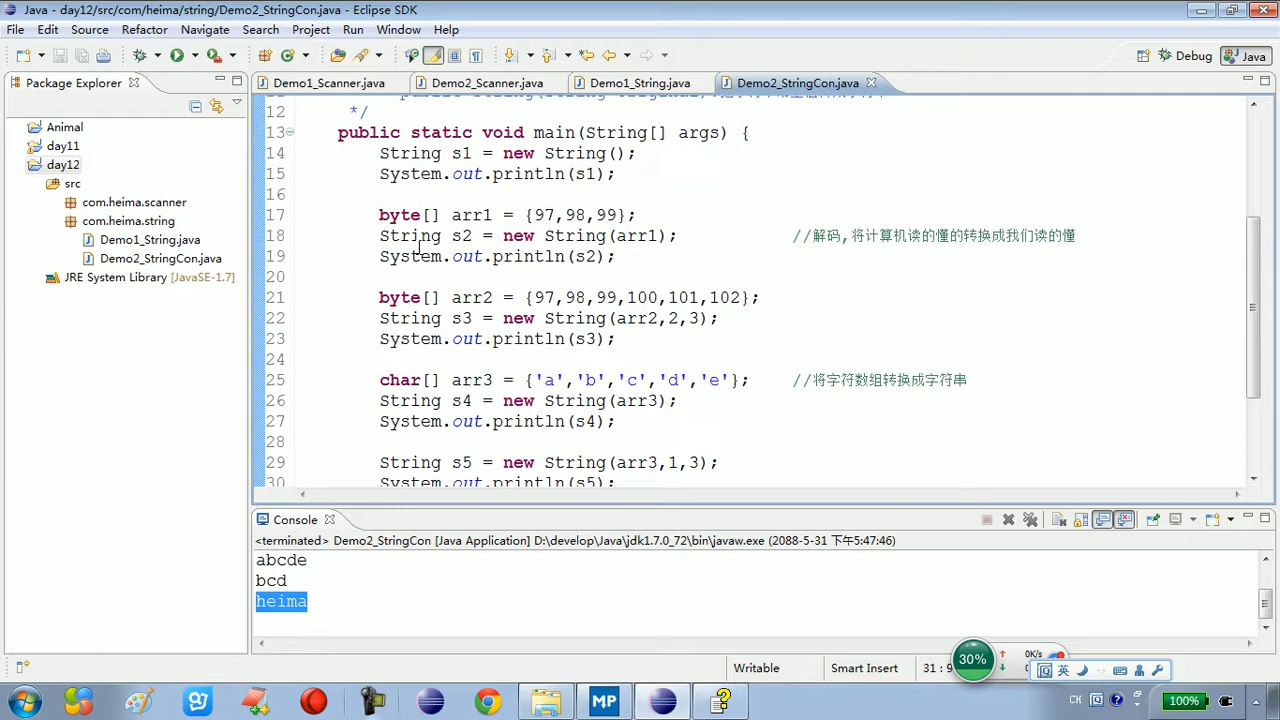 Java - day12/src/com/heima/string/Demo2_StringCon.java - Eclipse SDK
File Edit Source Refactor Navigate Search Project Run Window Help
Debug Java
Package Explorer
Demo1_Scanner.java Demo2_Scanner.java Demo1_String.java Demo2_StringCon.java
Animal
day11
day12
src
com.heima.scanner
com.heima.string
Demo1_String.java
Demo2_StringCon.java
JRE System Library [JavaSE-1.7]
12 */
13 public static void main(String[] args) {
14 String s1 = new String();
15 System.out.println(s1);
16
17 byte[] arr1 = {97,98,99};
18 String s2 = new String(arr1); //解码,将计算机读的懂的转换成我们读的懂
19 System.out.println(s2);
20
21 byte[] arr2 = {97,98,99,100,101,102};
22 String s3 = new String(arr2,2,3);
23 System.out.println(s3);
24
25 char[] arr3 = {'a','b','c','d','e'}; //将字符数组转换成字符串
26 String s4 = new String(arr3);
27 System.out.println(s4);
28
29 String s5 = new String(arr3,1,3);
30 System.out.println(s5);
Console
<terminated> Demo2_StringCon [Java Application] D:\develop\Java\jdk1.7.0_72\bin\javaw.exe (2088-5-31 下午5:47:46)
abcde
bcd
heima
Writable Smart Insert 31 : 9
30% 0K/s
0K
英
MP
CH 100%